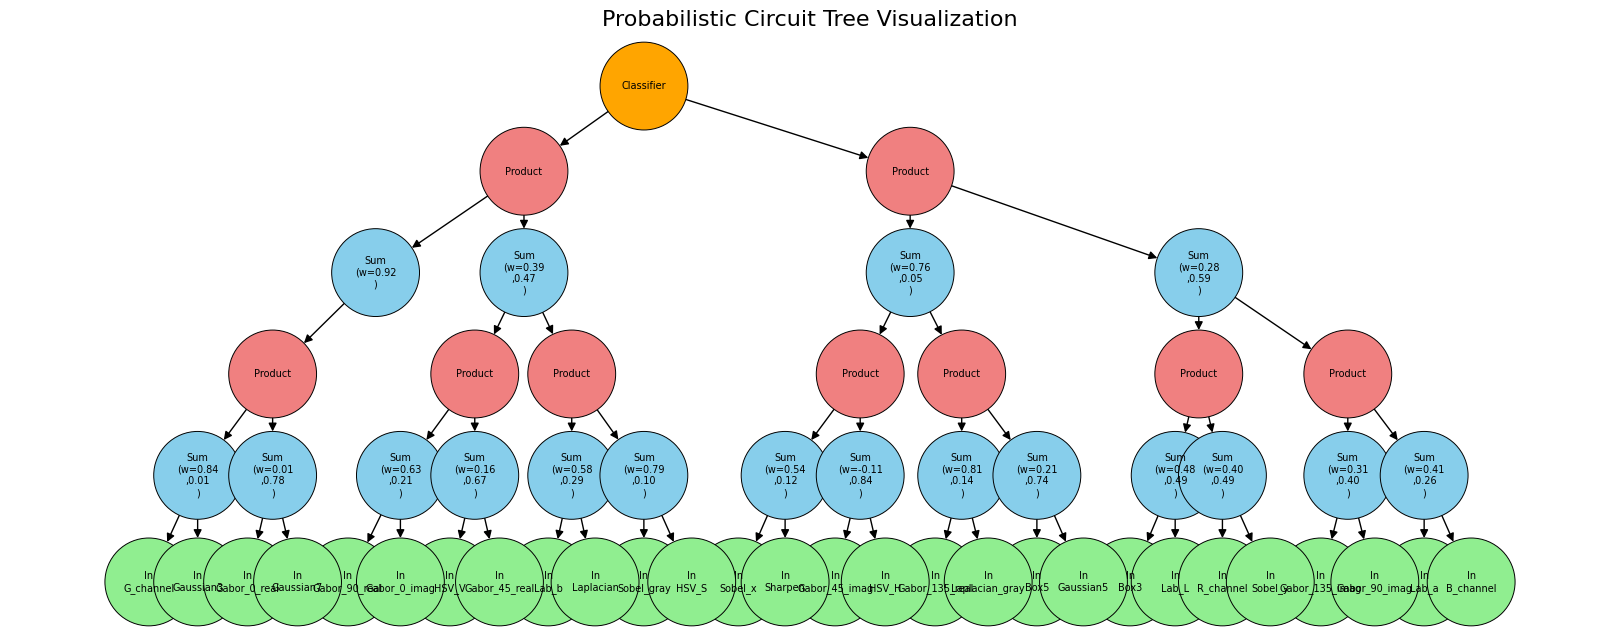 Probabilistic Circuit Tree Visualization
Classifier
Product
Product
Sum
(w=0.92
)
Sum
(w=0.39
,0.47
)
Sum
(w=0.76
,0.05
)
Sum
(w=0.28
,0.59
)
Product
Product
Product
Product
Product
Product
Product
Sum
(w=0.84
,0.01
)
Sum
(w=0.01
,0.78
)
Sum
(w=0.63
,0.21
)
Sum
(w=0.16
,0.67
)
Sum
(w=0.58
,0.29
)
Sum
(w=0.79
,0.10
)
Sum
(w=0.54
,0.12
)
Sum
(w=-0.11
,0.84
)
Sum
(w=0.81
,0.14
)
Sum
(w=0.21
,0.74
)
Sum
(w=0.48
,0.49
)
Sum
(w=0.40
,0.49
)
Sum
(w=0.31
,0.40
)
Sum
(w=0.41
,0.26
)
In
G_channel
In
Gaussian3
In
Gabor_0_real
In
Gaussian7
In
Gabor_90_real
In
Gabor_0_imag
In
HSV_V
In
Gabor_45_real
In
Lab_b
In
Laplacian
In
Sobel_gray
In
HSV_S
In
Sobel_x
In
Sharpen
In
Gabor_45_imag
In
HSV_H
In
Gabor_135_real
In
Laplacian_gray
In
Box5
In
Gaussian5
In
Box3
In
Lab_L
In
R_channel
In
Sobel_y
In
Gabor_135_imag
In
Gabor_90_imag
In
Lab_a
In
B_channel